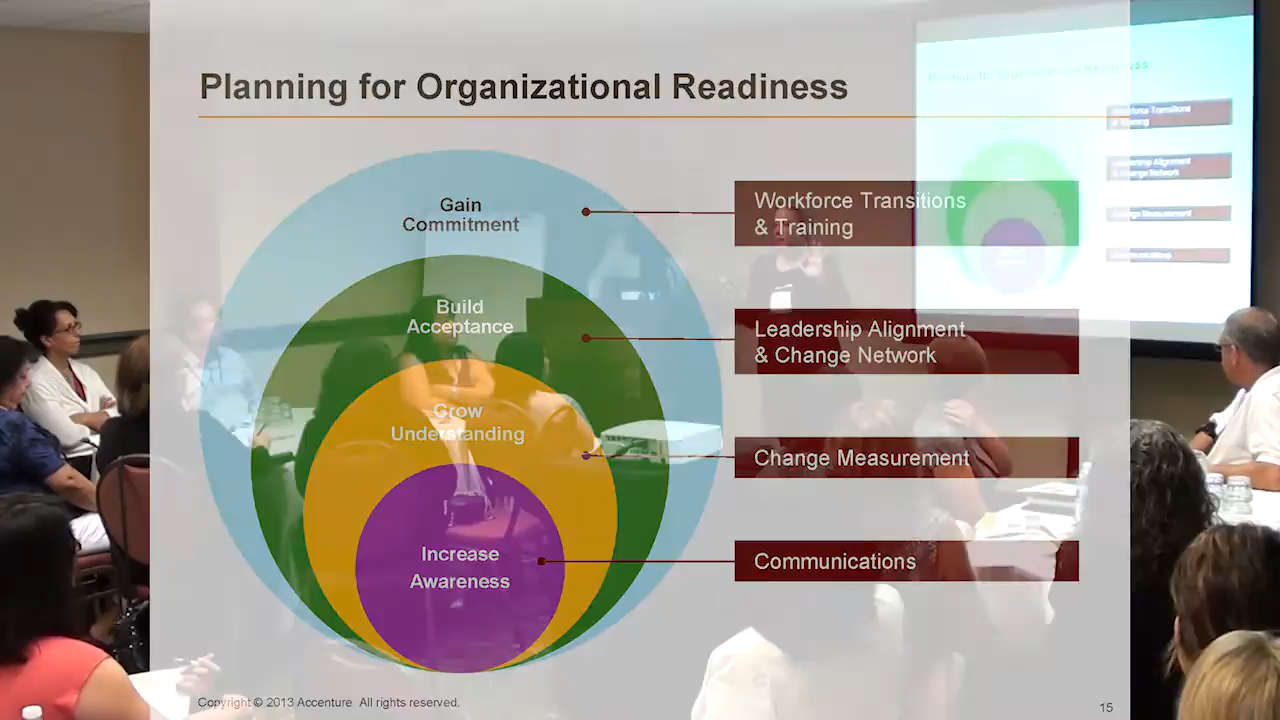 Planning for Organizational Readiness
Gain
Commitment
Workforce Transitions
& Training
Build
Acceptance
Leadership Alignment
& Change Network
Grow
Understanding
Change Measurement
Increase
Awareness
Communications
Copyright © 2013 Accenture All rights reserved.
15